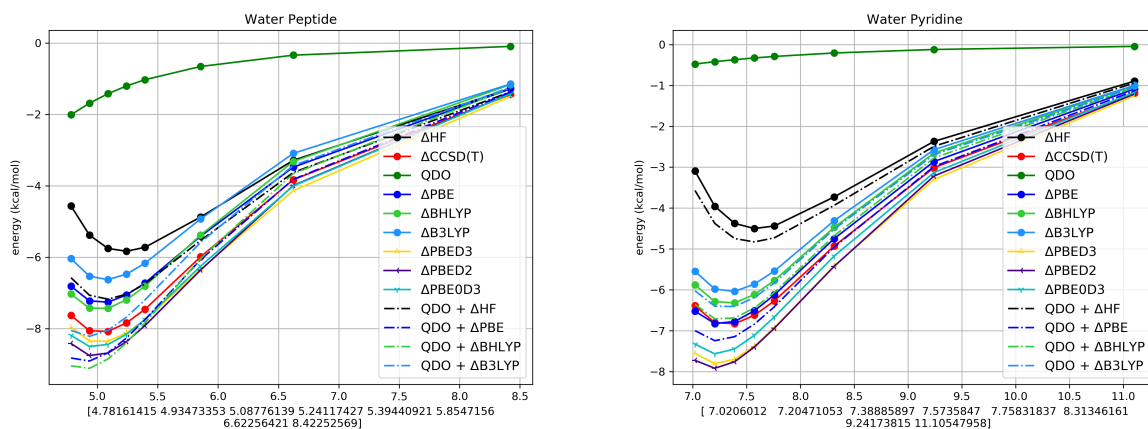 Water Peptide
energy (kcal/mol)
0
−2
−4
−6
−8
5.0 5.5 6.0 6.5 7.0 7.5 8.0 8.5
[4.78161415 4.93473353 5.08776139 5.24117427 5.39440921 5.8547156
6.62256421 8.42252569]
ΔHF
ΔCCSD(T)
QDO
ΔPBE
ΔBHLYP
ΔB3LYP
ΔPBED3
ΔPBED2
ΔPBE0D3
QDO + ΔHF
QDO + ΔPBE
QDO + ΔBHLYP
QDO + ΔB3LYP
Water Pyridine
energy (kcal/mol)
0
−1
−2
−3
−4
−5
−6
−7
−8
7.0 7.5 8.0 8.5 9.0 9.5 10.0 10.5 11.0
[ 7.0206012 7.20471053 7.38885897 7.5735847 7.75831837 8.31346161
9.24173815 11.10547958]
ΔHF
ΔCCSD(T)
QDO
ΔPBE
ΔBHLYP
ΔB3LYP
ΔPBED3
ΔPBED2
ΔPBE0D3
QDO + ΔHF
QDO + ΔPBE
QDO + ΔBHLYP
QDO + ΔB3LYP